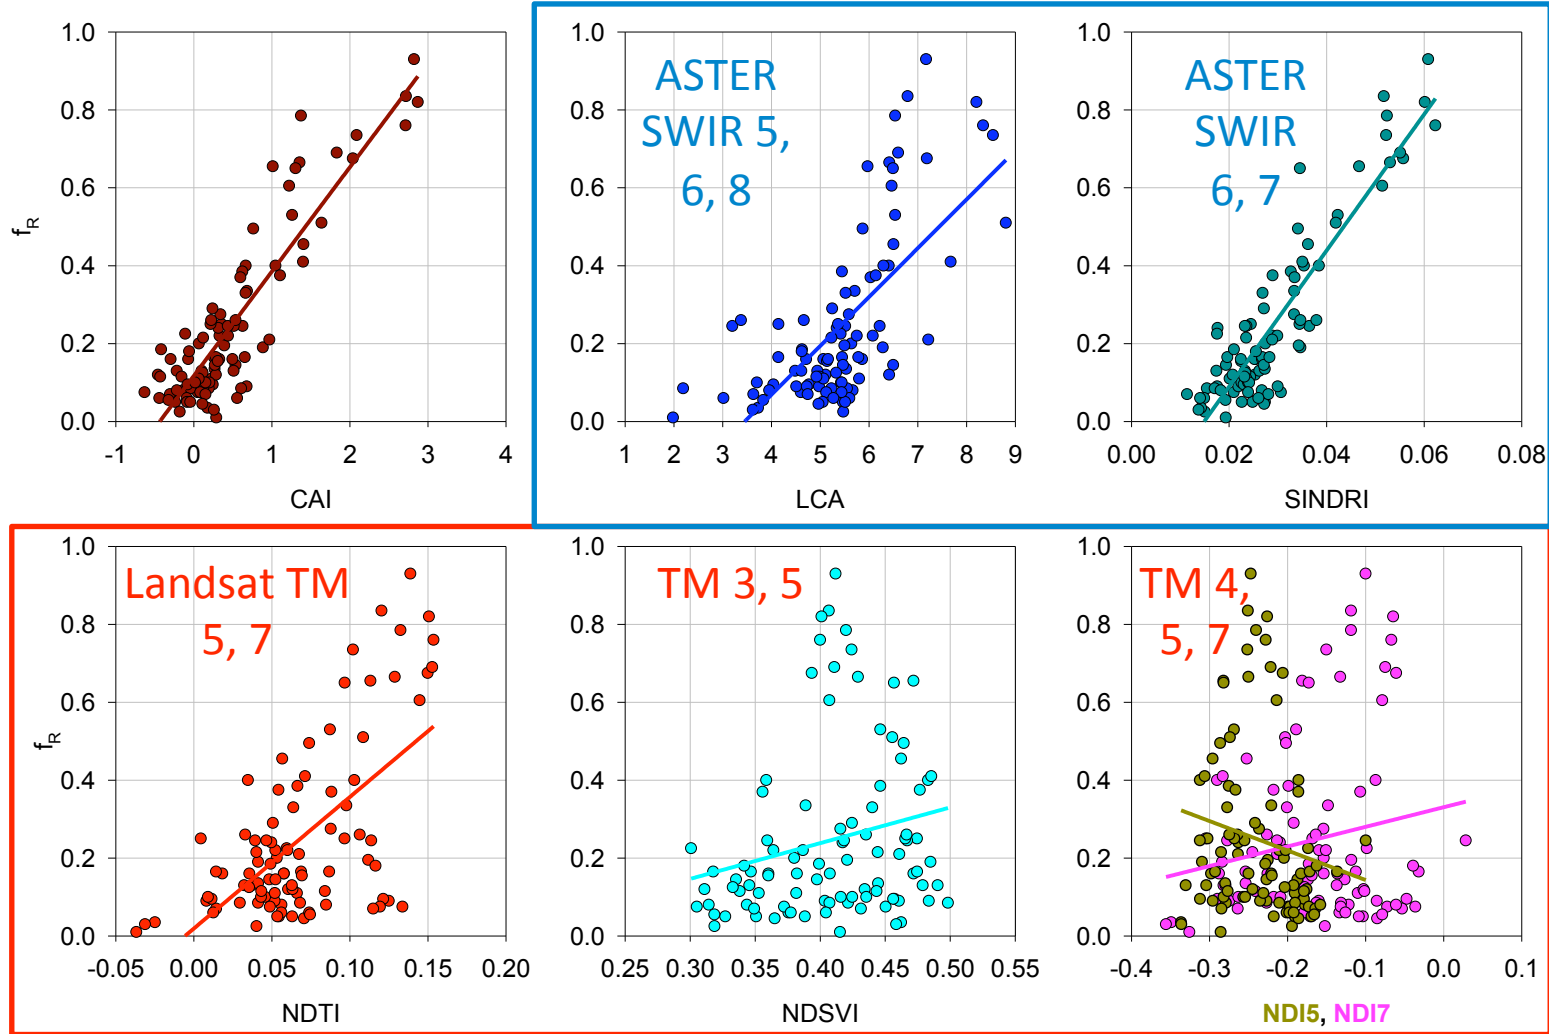 1.0
0.8
0.6
0.4
0.2
0.0
f_R
-1 0 1 2 3 4
CAI
ASTER
SWIR 5,
6, 8
1.0
0.8
0.6
0.4
0.2
0.0
1 2 3 4 5 6 7 8 9
LCA
ASTER
SWIR
6, 7
1.0
0.8
0.6
0.4
0.2
0.0
0.00 0.02 0.04 0.06 0.08
SINDRI
Landsat TM
5, 7
1.0
0.8
0.6
0.4
0.2
0.0
f_R
-0.05 0.00 0.05 0.10 0.15 0.20
NDTI
TM 3, 5
1.0
0.8
0.6
0.4
0.2
0.0
0.25 0.30 0.35 0.40 0.45 0.50 0.55
NDSVI
TM 4,
5, 7
1.0
0.8
0.6
0.4
0.2
0.0
-0.4 -0.3 -0.2 -0.1 0.0 0.1
NDI5, NDI7